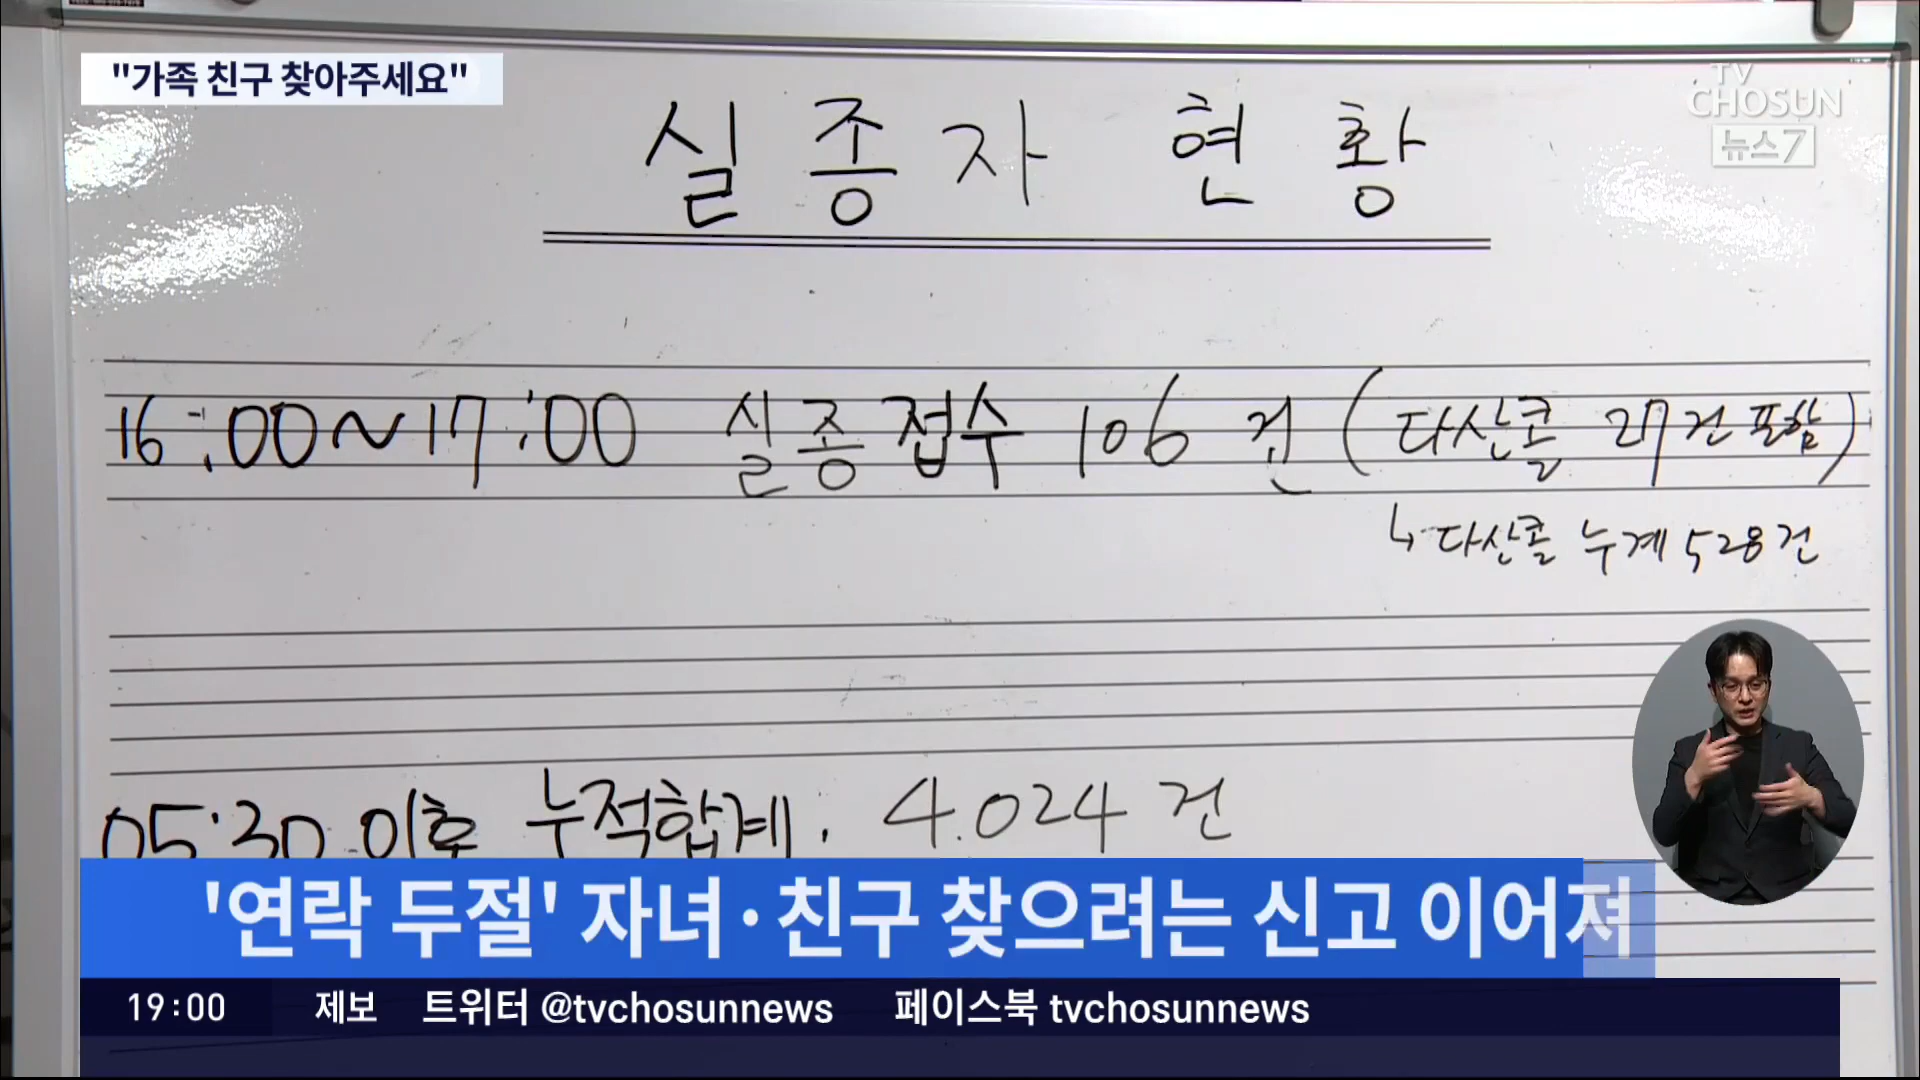 "가족 친구 찾아주세요"
TV
CHOSUN
뉴스7
실종자 현황
16:00~17:00 실종접수 106건 (다산콜 27건 포함)
↳다산콜 누계 528건
05:30 이후 누적합계. 4.024건
'연락 두절' 자녀·친구 찾으려는 신고 이어져
19:00 제보 트위터 @tvchosunnews 페이스북 tvchosunnews